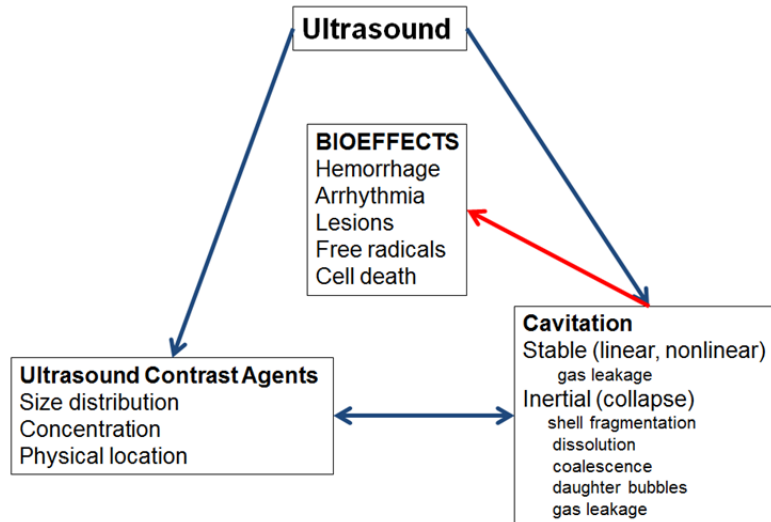 Ultrasound
BIOEFFECTS
Hemorrhage
Arrhythmia
Lesions
Free radicals
Cell death
Ultrasound Contrast Agents
Size distribution
Concentration
Physical location
Cavitation
Stable (linear, nonlinear)
gas leakage
Inertial (collapse)
shell fragmentation
dissolution
coalescence
daughter bubbles
gas leakage